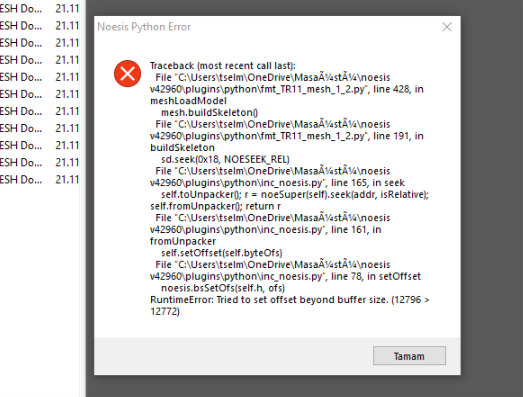 ESH Do... 21.11
Noesis Python Error
ESH Do... 21.11
ESH Do... 21.11
ESH Do... 21.11
ESH Do... 21.11
ESH Do... 21.11
ESH Do... 21.11
ESH Do... 21.11
ESH Do... 21.11
ESH Do... 21.11
ESH Do... 21.11
Traceback (most recent call last):
File "C:\Users\tselm\OneDrive\MasaÃ¼stÃ¼\noesis
v42960\plugins\python\fmt_TR11_mesh_1_2.py", line 428, in
meshLoadModel
mesh.buildSkeleton()
File "C:\Users\tselm\OneDrive\MasaÃ¼stÃ¼\noesis
v42960\plugins\python\fmt_TR11_mesh_1_2.py", line 191, in
buildSkeleton
sd.seek(0x18, NOESEEK_REL)
File "C:\Users\tselm\OneDrive\MasaÃ¼stÃ¼\noesis
v42960\plugins\python\inc_noesis.py", line 165, in seek
self.toUnpacker(); r = noeSuper(self).seek(addr, isRelative);
self.fromUnpacker(); return r
File "C:\Users\tselm\OneDrive\MasaÃ¼stÃ¼\noesis
v42960\plugins\python\inc_noesis.py", line 161, in
fromUnpacker
self.setOffset(self.byteOfs)
File "C:\Users\tselm\OneDrive\MasaÃ¼stÃ¼\noesis
v42960\plugins\python\inc_noesis.py", line 78, in setOffset
noesis.bsSetOfs(self.h, ofs)
RuntimeError: Tried to set offset beyond buffer size. (12796 >
12772)
Tamam